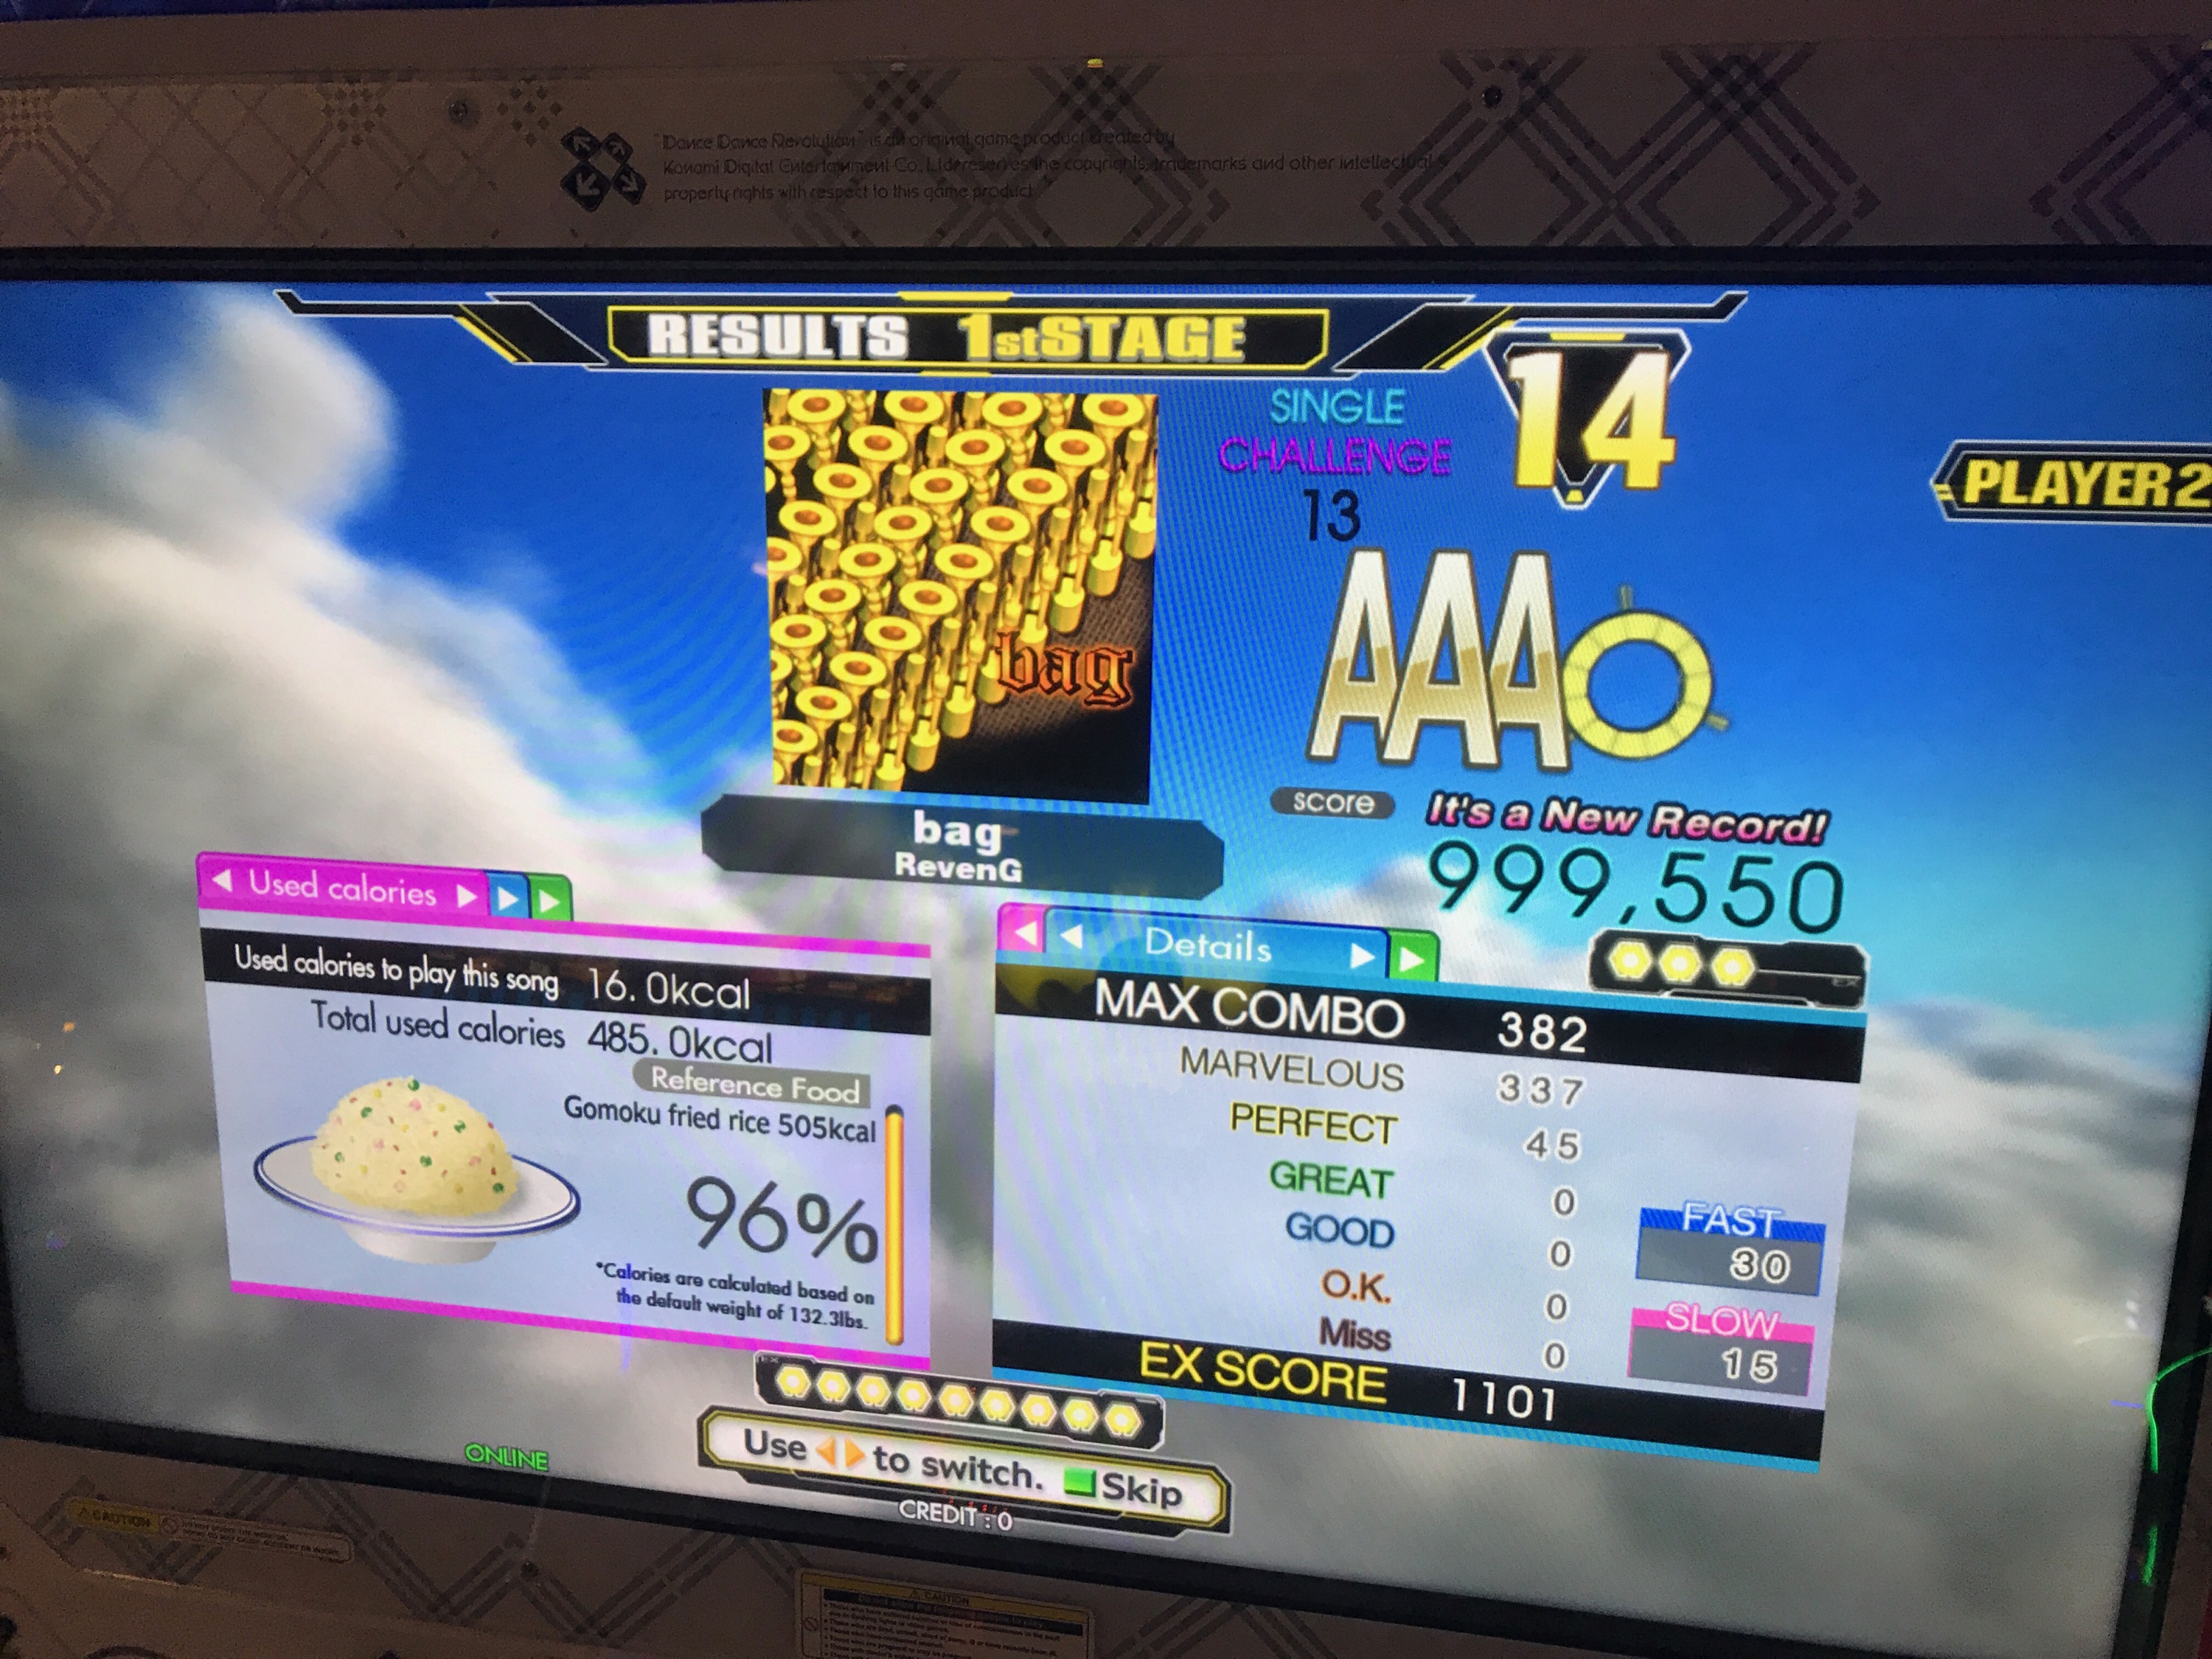 "Dance Dance Revolution" is an original game product created by
Konami Digital Entertainment Co., Ltd. reserves the copyrights, trademarks and other intellectual
property rights with respect to this game product
RESULTS 1stSTAGE
14
SINGLE
CHALLENGE
13
PLAYER2
AAA
bag
score It's a New Record!
999,550
bag
RevenG
Used calories
Used calories to play this song 16.0kcal
Total used calories 485.0kcal
Reference Food
Gomoku fried rice 505kcal
96%
*Calories are calculated based on
the default weight of 132.3lbs.
Details
EX
MAX COMBO 382
MARVELOUS 337
PERFECT 45
GREAT 0
GOOD 0
O.K. 0
Miss 0
FAST
30
SLOW
15
EX SCORE 1101
EX
Use to switch. Skip
ONLINE
CREDIT : 0
CAUTION
CAUTION